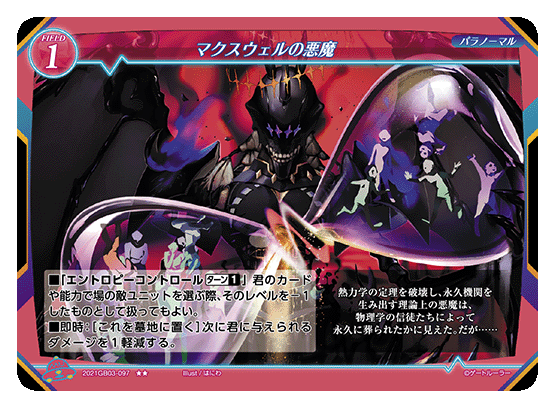 FIELD
1
マクスウェルの悪魔
パラノーマル
■「エントロピーコントロール ターン1」君のカード
や能力で場の敵ユニットを選ぶ際、そのレベルを－1
したものとして扱ってもよい。
■即時：[これを墓地に置く]次に君に与えられる
ダメージを1軽減する。
熱力学の定理を破壊し、永久機関を
生み出す理論上の悪魔は、
物理学の信徒たちによって
永久に葬られたかに見えた。だが……
2021GB03-097 ★★ Illust/はにわ
©ゲートルーラー